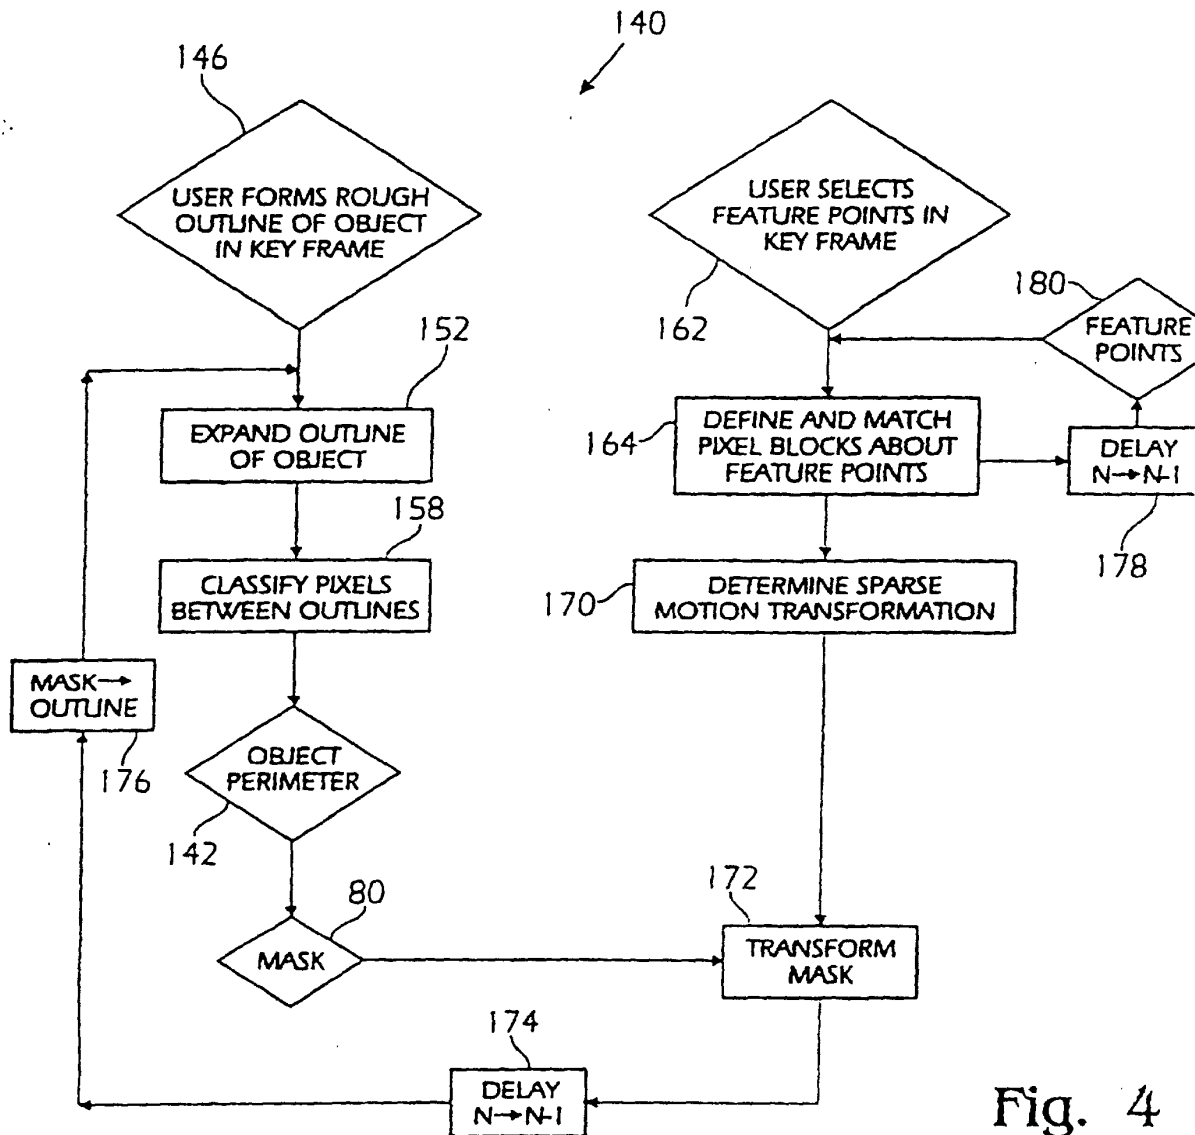 140
146
USER FORMS ROUGH
OUTLINE OF OBJECT
IN KEY FRAME
USER SELECTS
FEATURE POINTS IN
KEY FRAME
162
180
FEATURE
POINTS
152
EXPAND OUTLINE
OF OBJECT
164
DEFINE AND MATCH
PIXEL BLOCKS ABOUT
FEATURE POINTS
DELAY
N→N-1
178
158
CLASSIFY PIXELS
BETWEEN OUTLINES
170
DETERMINE SPARSE
MOTION TRANSFORMATION
MASK→
OUTLINE
176
OBJECT
PERIMETER
142
80
MASK
172
TRANSFORM
MASK
174
DELAY
N→N-1
Fig. 4